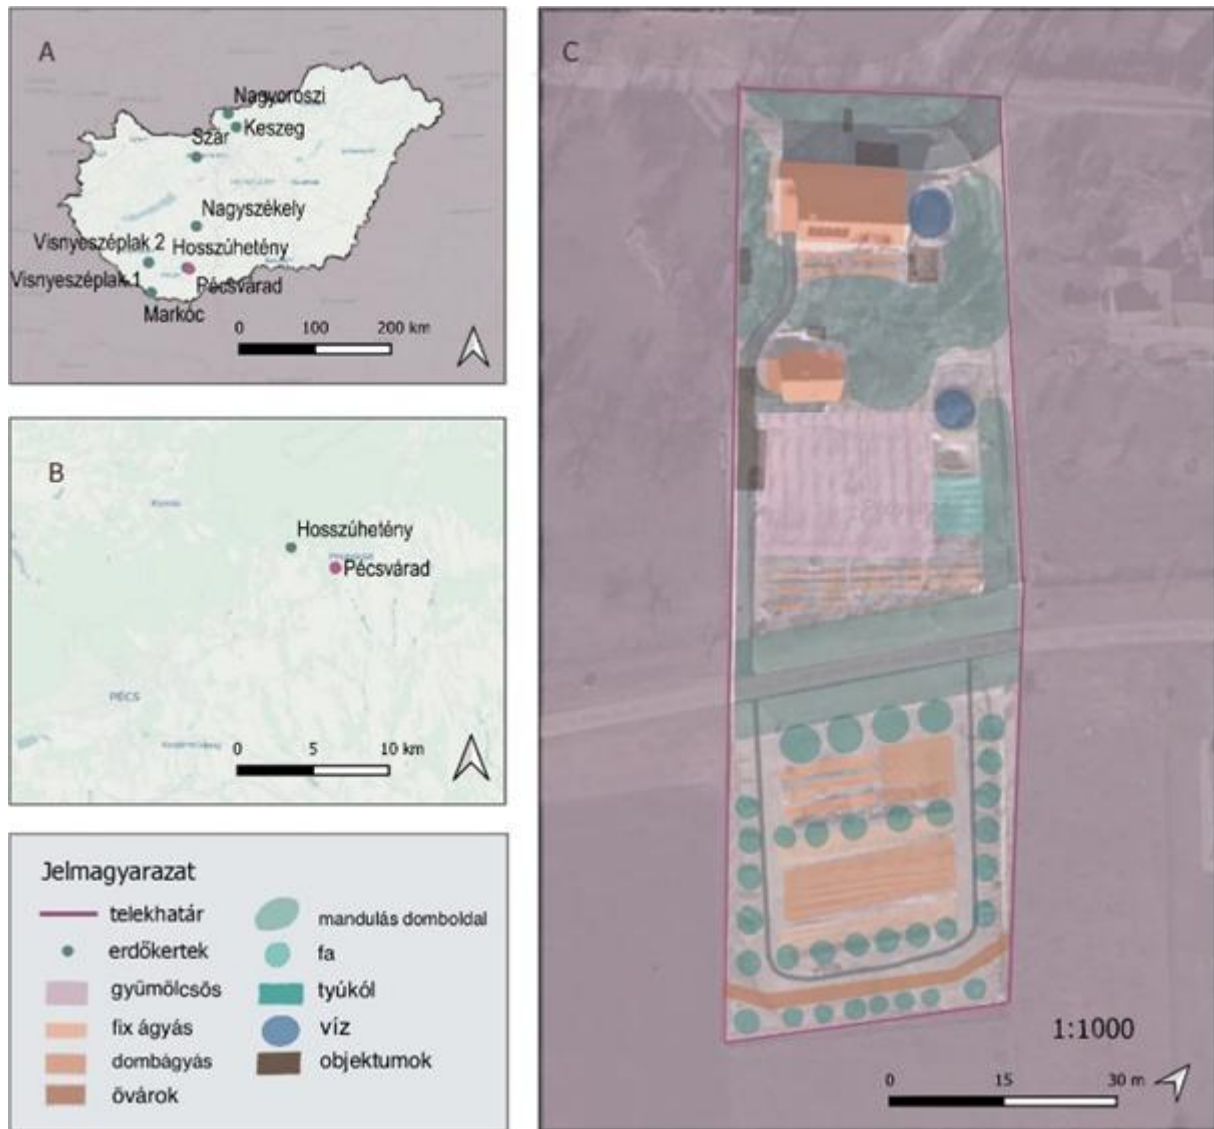 A
Nagyoroszi
Keszeg
Szár
Nagyszékely
Visnyeszéplak 2
Hosszúhetény
Visnyeszéplak 1
Pécsvárad
Markóc
0 100 200 km
B
Hosszúhetény
Pécsvárad
PÉCS
0 5 10 km
Jelmagyarazat
telekhatár
erdőkertek
gyümölcsös
fix ágyás
dombágyás
övárok
mandulás domboldal
fa
tyúkól
víz
objektumok
C
1:1000
0 15 30 m